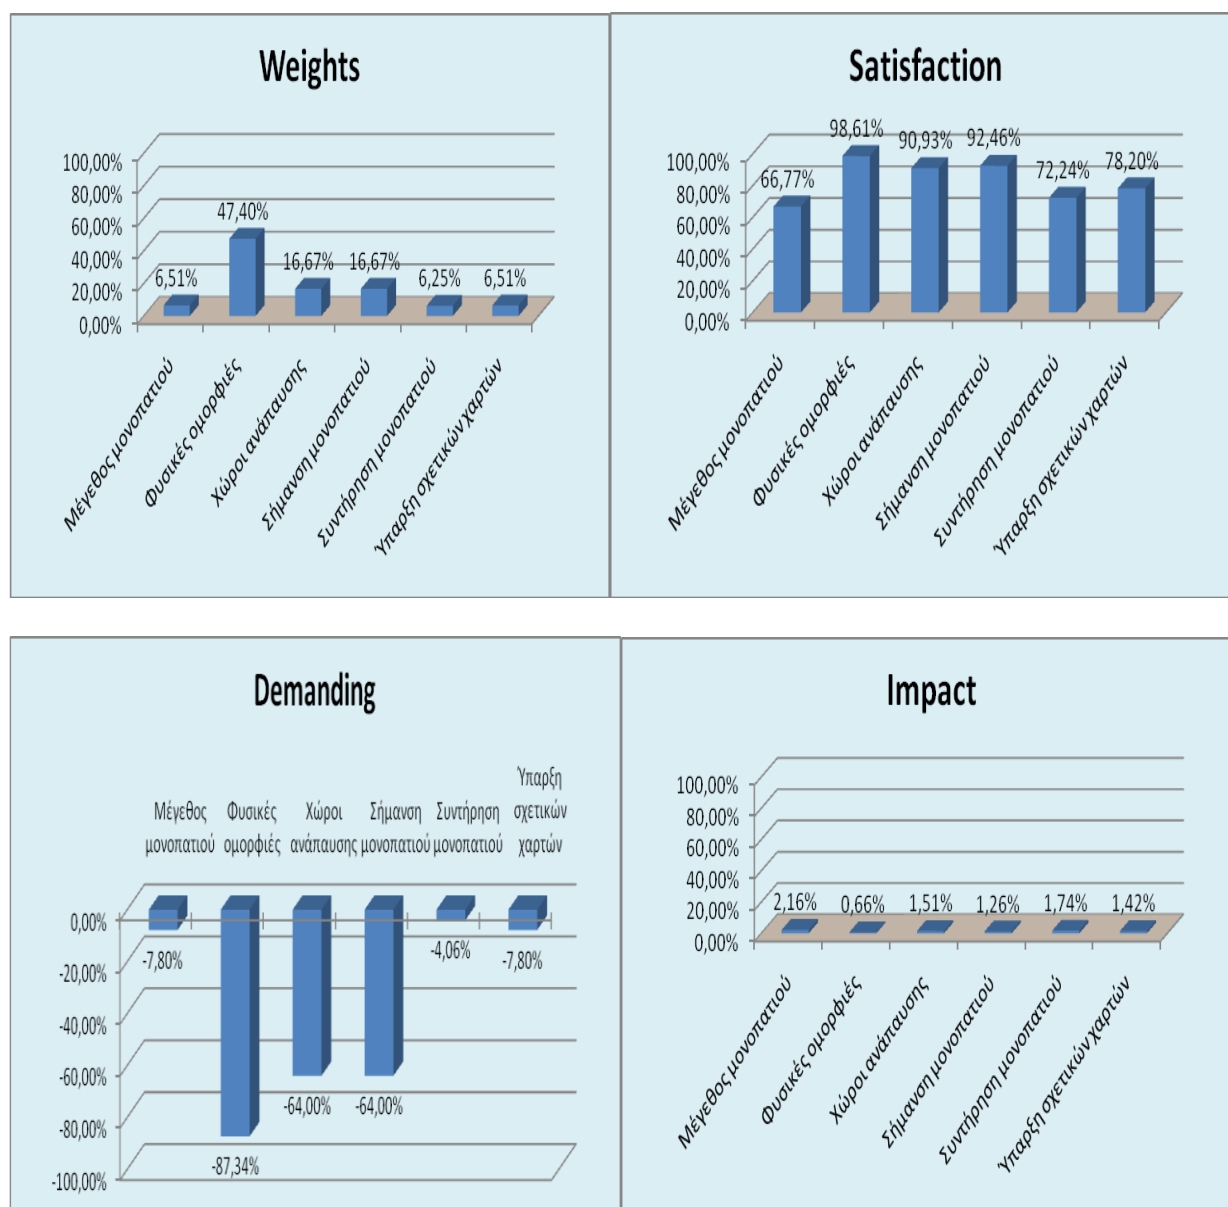 Weights
100,00%
80,00%
60,00%
40,00%
20,00%
0,00%
6,51%
47,40%
16,67%
16,67%
6,25%
6,51%
Μέγεθος μονοπατιού
Φυσικές ομορφιές
Χώροι ανάπαυσης
Σήμανση μονοπατιού
Συντήρηση μονοπατιού
Ύπαρξη σχετικών χαρτών
Satisfaction
100,00%
80,00%
60,00%
40,00%
20,00%
0,00%
66,77%
98,61%
90,93%
92,46%
72,24%
78,20%
Μέγεθος μονοπατιού
Φυσικές ομορφιές
Χώροι ανάπαυσης
Σήμανση μονοπατιού
Συντήρηση μονοπατιού
Ύπαρξη σχετικών χαρτών
Demanding
Μέγεθος
μονοπατιού
Φυσικές
ομορφιές
Χώροι
ανάπαυσης
Σήμανση
μονοπατιού
Συντήρηση
μονοπατιού
Ύπαρξη
σχετικών
χαρτών
0,00%
-20,00%
-40,00%
-60,00%
-80,00%
-100,00%
-7,80%
-87,34%
-64,00%
-64,00%
-4,06%
-7,80%
Impact
100,00%
80,00%
60,00%
40,00%
20,00%
0,00%
2,16%
0,66%
1,51%
1,26%
1,74%
1,42%
Μέγεθος μονοπατιού
Φυσικές ομορφιές
Χώροι ανάπαυσης
Σήμανση μονοπατιού
Συντήρηση μονοπατιού
Ύπαρξη σχετικών χαρτών